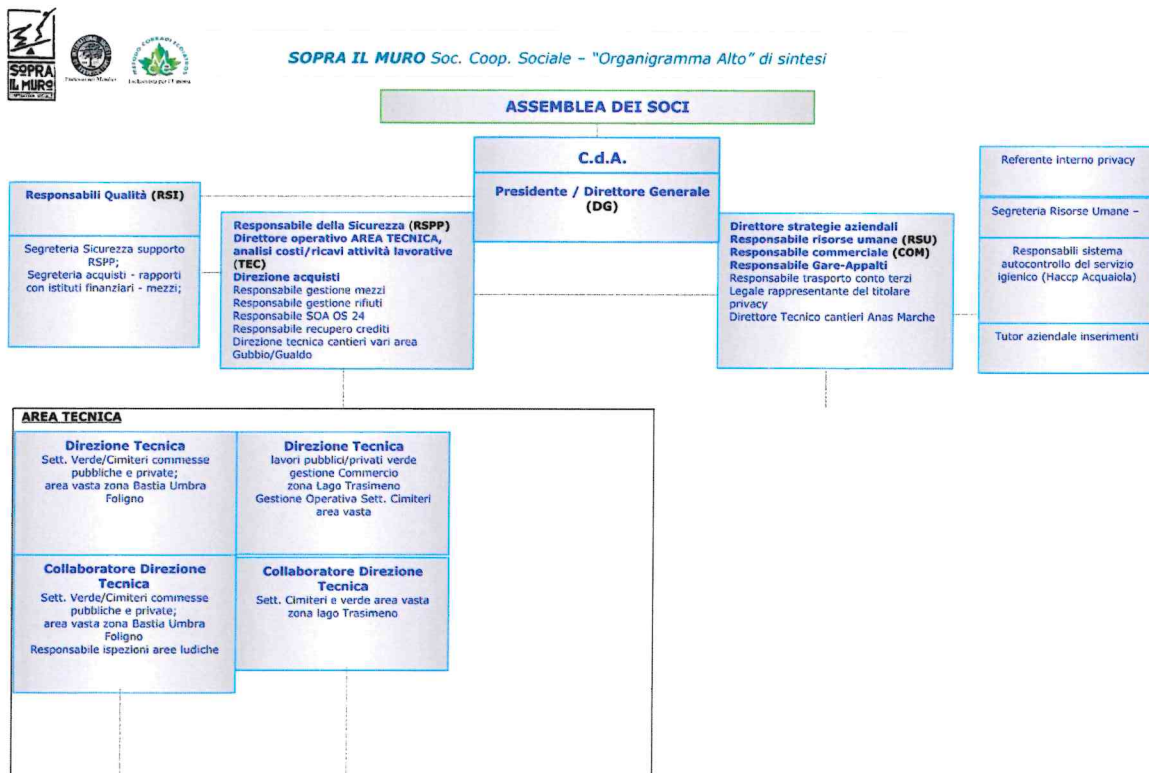 SOPRA
IL MURO
SOPRA IL MURO Soc. Coop. Sociale – "Organigramma Alto" di sintesi
ASSEMBLEA DEI SOCI
C.d.A.
Presidente / Direttore Generale
(DG)
Responsabili Qualità (RSI)
Segreteria Sicurezza supporto
RSPP;
Segreteria acquisti - rapporti
con istituti finanziari - mezzi;
Responsabile della Sicurezza (RSPP)
Direttore operativo AREA TECNICA,
analisi costi/ricavi attività lavorative
(TEC)
Direzione acquisti
Responsabile gestione mezzi
Responsabile gestione rifiuti
Responsabile SOA OS 24
Responsabile recupero crediti
Direzione tecnica cantieri vari area
Gubbio/Gualdo
Direttore strategie aziendali
Responsabile risorse umane (RSU)
Responsabile commerciale (COM)
Responsabile Gare-Appalti
Responsabile trasporto conto terzi
Legale rappresentante del titolare
privacy
Direttore Tecnico cantieri Anas Marche
Referente interno privacy
Segreteria Risorse Umane –
Responsabili sistema
autocontrollo del servizio
igienico (Haccp Acquaiola)
Tutor aziendale inserimenti
AREA TECNICA
Direzione Tecnica
Sett. Verde/Cimiteri commesse
pubbliche e private;
area vasta zona Bastia Umbra
Foligno
Direzione Tecnica
lavori pubblici/privati verde
gestione Commercio
zona Lago Trasimeno
Gestione Operativa Sett. Cimiteri
area vasta
Collaboratore Direzione
Tecnica
Sett. Verde/Cimiteri commesse
pubbliche e private;
area vasta zona Bastia Umbra
Foligno
Responsabile ispezioni aree ludiche
Collaboratore Direzione
Tecnica
Sett. Cimiteri e verde area vasta
zona lago Trasimeno